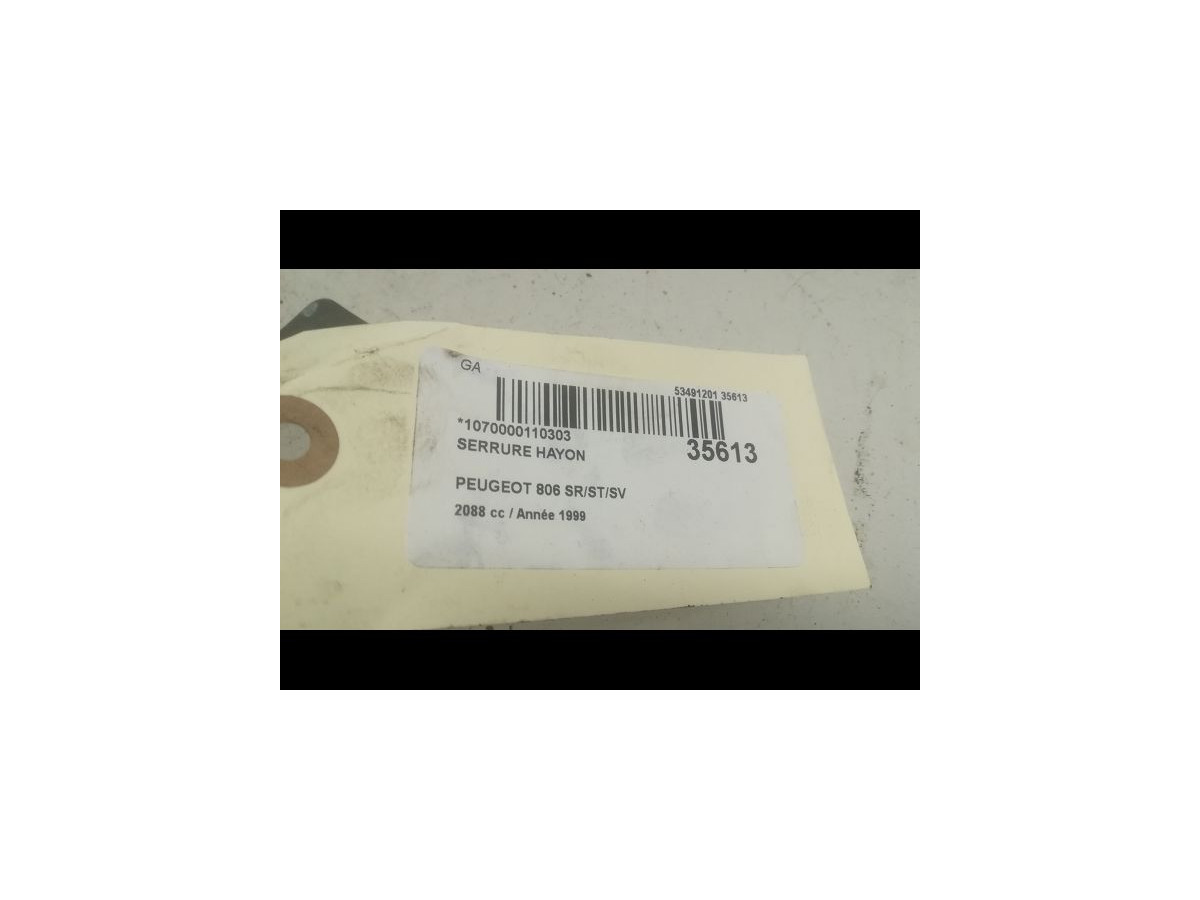 GA
53491201 35613
*1070000110303
35613
SERRURE HAYON
PEUGEOT 806 SR/ST/SV
2088 cc / Année 1999